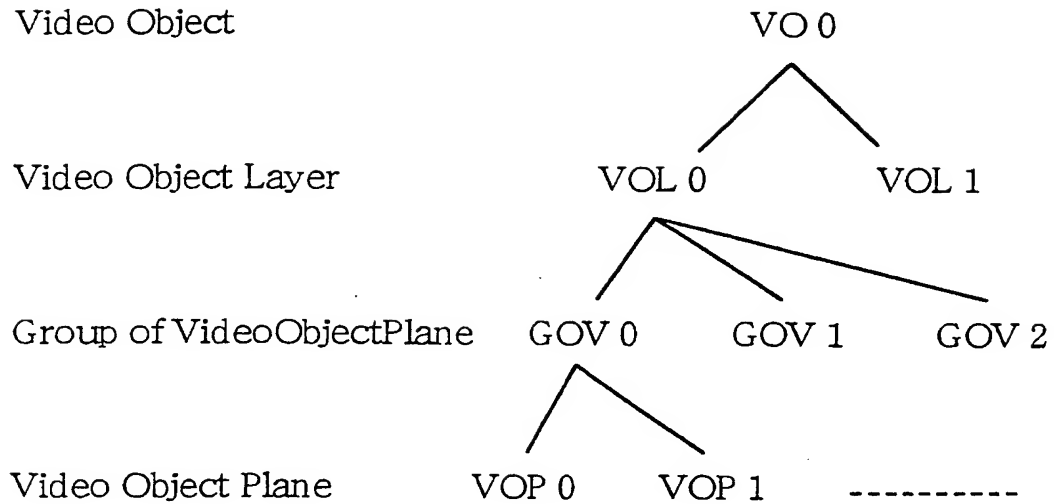 Video Object VO 0
Video Object Layer VOL 0 VOL 1
Group of VideoObjectPlane GOV 0 GOV 1 GOV 2
Video Object Plane VOP 0 VOP 1 ----------